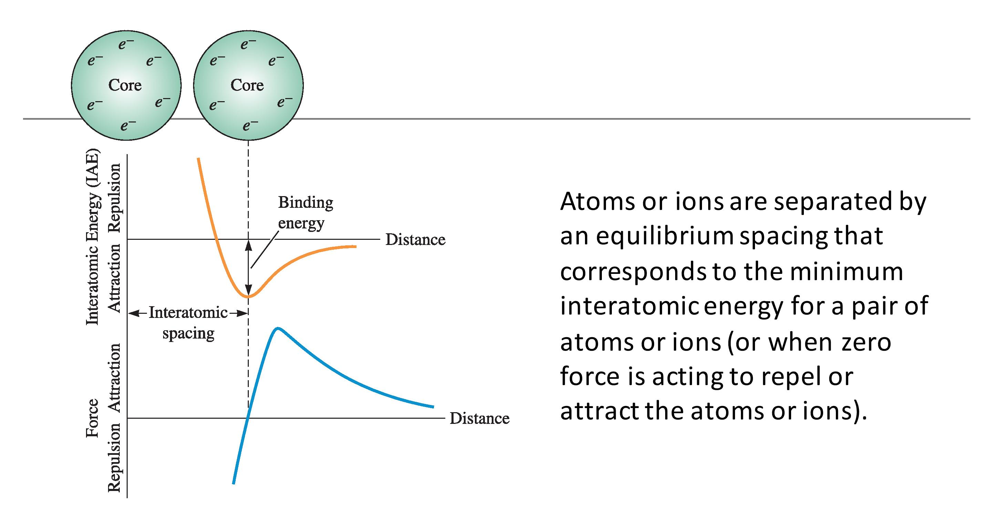 e⁻ e⁻
e⁻ e⁻ e⁻ e⁻
Core Core
e⁻ e⁻ e⁻ e⁻
e⁻ e⁻
Interatomic Energy (IAE)
Repulsion
Attraction
Binding
energy
Distance
Interatomic
spacing
Force
Attraction
Repulsion
Distance
Atoms or ions are separated by
an equilibrium spacing that
corresponds to the minimum
interatomic energy for a pair of
atoms or ions (or when zero
force is acting to repel or
attract the atoms or ions).